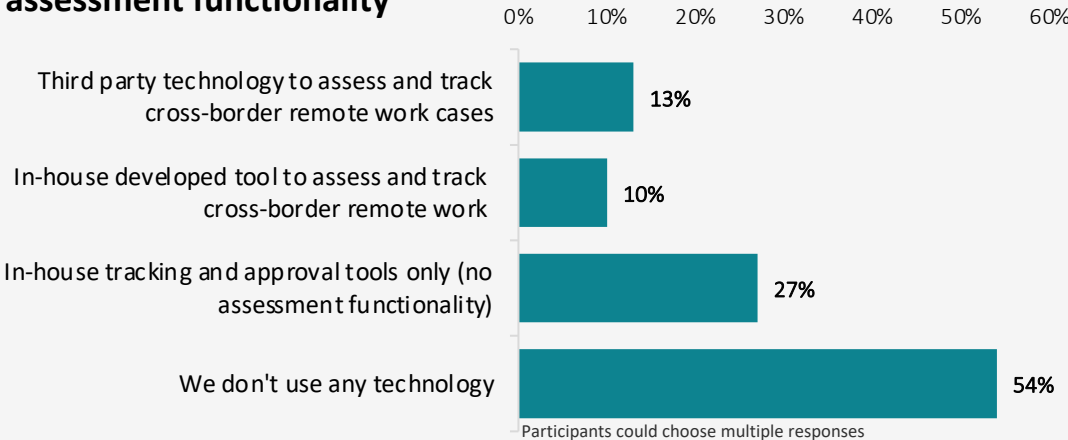 assessment functionality
0% 10% 20% 30% 40% 50% 60%
Third party technology to assess and track
cross-border remote work cases
13%
In-house developed tool to assess and track
cross-border remote work
10%
In-house tracking and approval tools only (no
assessment functionality)
27%
We don't use any technology
54%
Participants could choose multiple responses